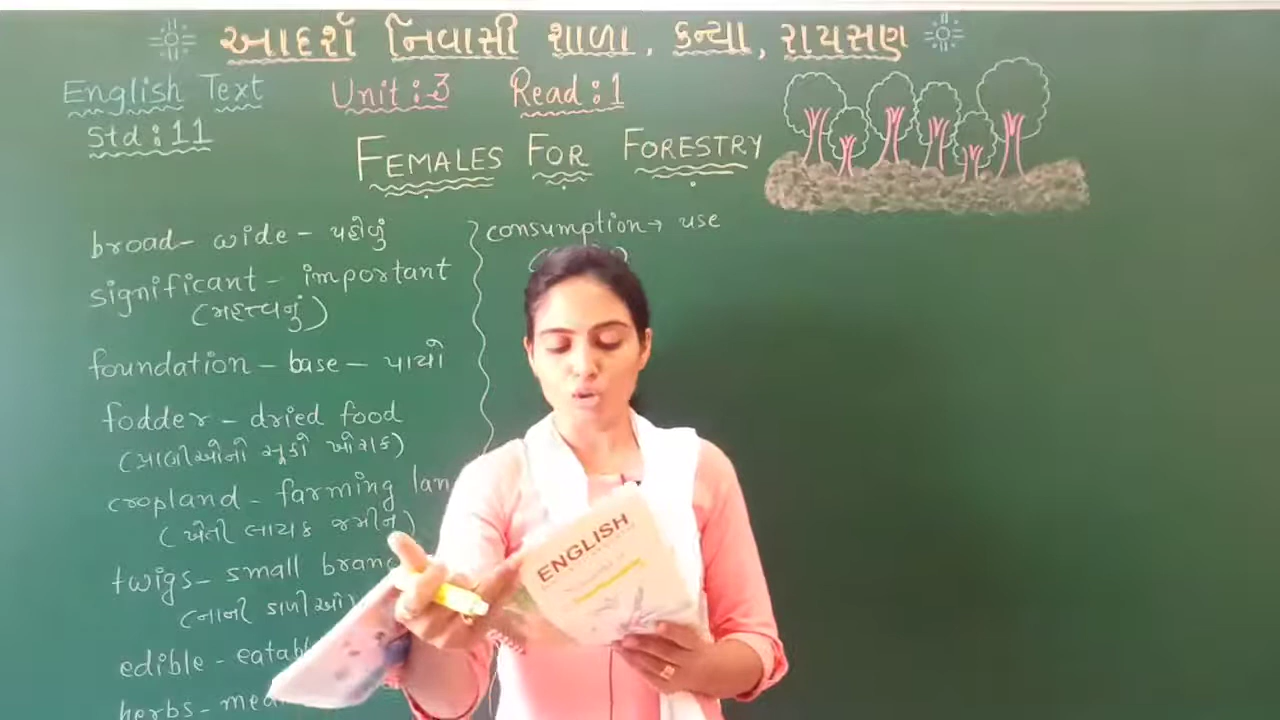 આદર્શ નિવાસી શાળા, કન્યા, રાયસણ
English Text Unit:-3 Read:1
Std:11
FEMALES FOR FORESTRY
broad- wide - પહોળું
significant - important
(મહત્ત્વનું)
foundation - base - પાયો
fodder - dried food
(પ્રાણીઓનો સૂકો ખોરાક)
cropland - farming lan
(ખેતી લાયક જમીન)
twigs- small branc
(નાની ડાળીઓ)
edible - eatab
herbs - me
consumption → use
ENGLISH